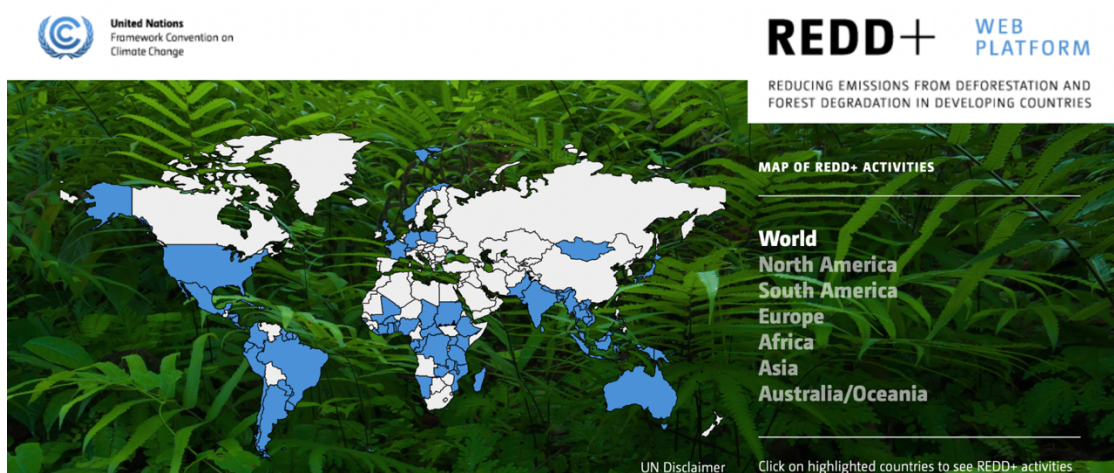 United Nations
Framework Convention on
Climate Change
REDD+
WEB
PLATFORM
REDUCING EMISSIONS FROM DEFORESTATION AND
FOREST DEGRADATION IN DEVELOPING COUNTRIES
MAP OF REDD+ ACTIVITIES
World
North America
South America
Europe
Africa
Asia
Australia/Oceania
UN Disclaimer
Click on highlighted countries to see REDD+ activities